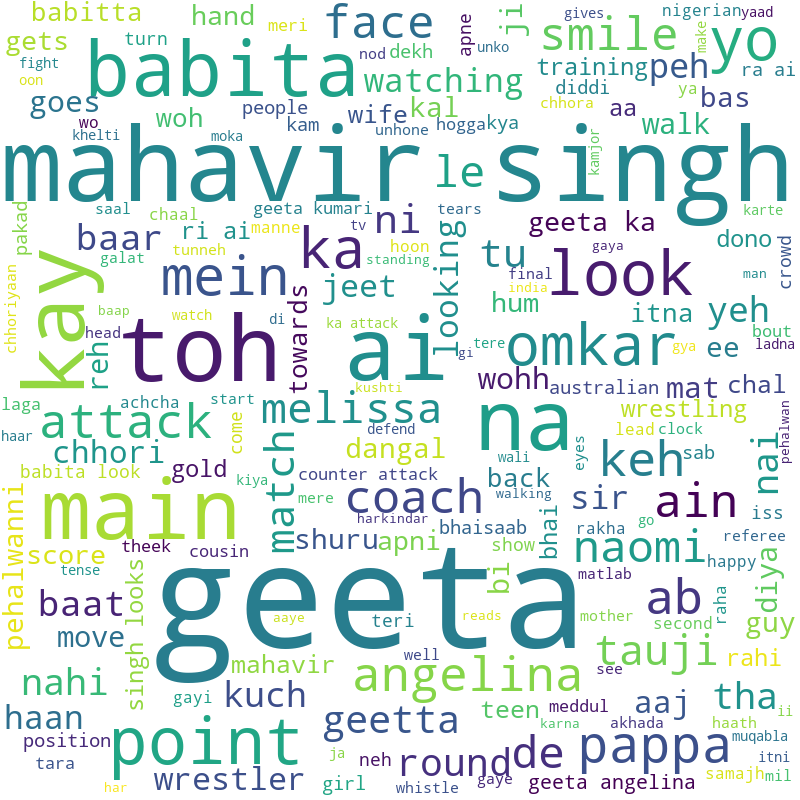 babitta hand face ji gives nigerian yaad
gets meri smile apne make yo
fight turn nod dekh unko training peh ra ai
oon babita watching diddi ya
goes people wife kal chhora aa bas
wo woh kam unhone hogga kya walk
khelti moka kamjor
mahavir singh
le
saal geeta kumari tears karte
pakad chaal tv ni geeta ka
baar ri ai manne ka dono crowd
galat tunneh hoon standing tu gaya
kay mein looking look man
final
chhoriyaan baap jeet hum india itna yeh
reh watch di ka attack tere bout
head toh towards ai gi omkar gya ee ladna
wohh
laga achcha start kushti australian mat chal
attack melissa na wrestling
haar come defend lead clock
chhori match dangal wali eyes keh sab nai pehalwan
babita look gold counter attack back
main kiya mere coach walking sir ain
pehalwanni harkindar rakha iss
shuru apni bhaisaab bhai naomi referee
score theek cousin show happy
tense geeta bi matlab diya
singh looks mother ab raha
baat aaye teri reads second guy
move mahavir well tauji rahi
nahi angelina see
gayi kuch teen meddul aaj tha ii
haan geetta karna akhada haath
position point de pappa muqabla
tara ja neh round itni
wrestler girl whistle gaye geeta angelina samajh mil
har